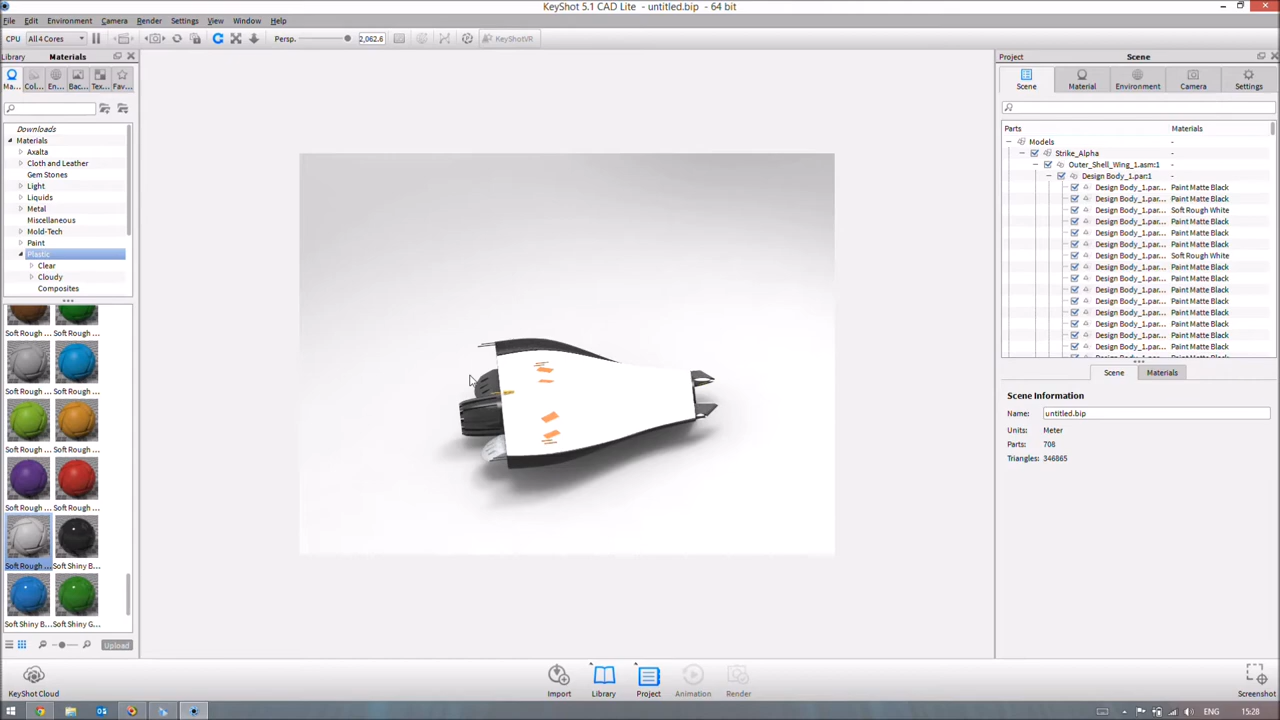 KeyShot 5.1 CAD Lite - untitled.bip - 64 bit
File Edit Environment Camera Render Settings View Window Help
CPU All 4 Cores Persp. 2,062.6 KeyShotVR
Library Materials
Ma... Col... En... Bac... Tex... Fav...
Downloads
Materials
Axalta
Cloth and Leather
Gem Stones
Light
Liquids
Metal
Miscellaneous
Mold-Tech
Paint
Plastic
Clear
Cloudy
Composites
Soft Rough ... Soft Rough ...
Soft Rough ... Soft Rough ...
Soft Rough ... Soft Rough ...
Soft Rough ... Soft Rough ...
Soft Rough ... Soft Shiny B...
Soft Shiny B... Soft Shiny G...
Upload
KeyShot Cloud
Import Library Project Animation Render
Screenshot
Project Scene
Scene Material Environment Camera Settings
Parts Materials
Models
Strike_Alpha -
Outer_Shell_Wing_1.asm:1 -
Design Body_1.par:1 -
Design Body_1.par... Paint Matte Black
Design Body_1.par... Paint Matte Black
Design Body_1.par... Soft Rough White
Design Body_1.par... Paint Matte Black
Design Body_1.par... Paint Matte Black
Design Body_1.par... Paint Matte Black
Design Body_1.par... Soft Rough White
Design Body_1.par... Paint Matte Black
Design Body_1.par... Paint Matte Black
Design Body_1.par... Paint Matte Black
Design Body_1.par... Paint Matte Black
Design Body_1.par... Paint Matte Black
Design Body_1.par... Paint Matte Black
Design Body_1.par... Paint Matte Black
Design Body_1.par... Paint Matte Black
Scene Materials
Scene Information
Name: untitled.bip
Units: Meter
Parts: 708
Triangles: 346865
ENG 15:28